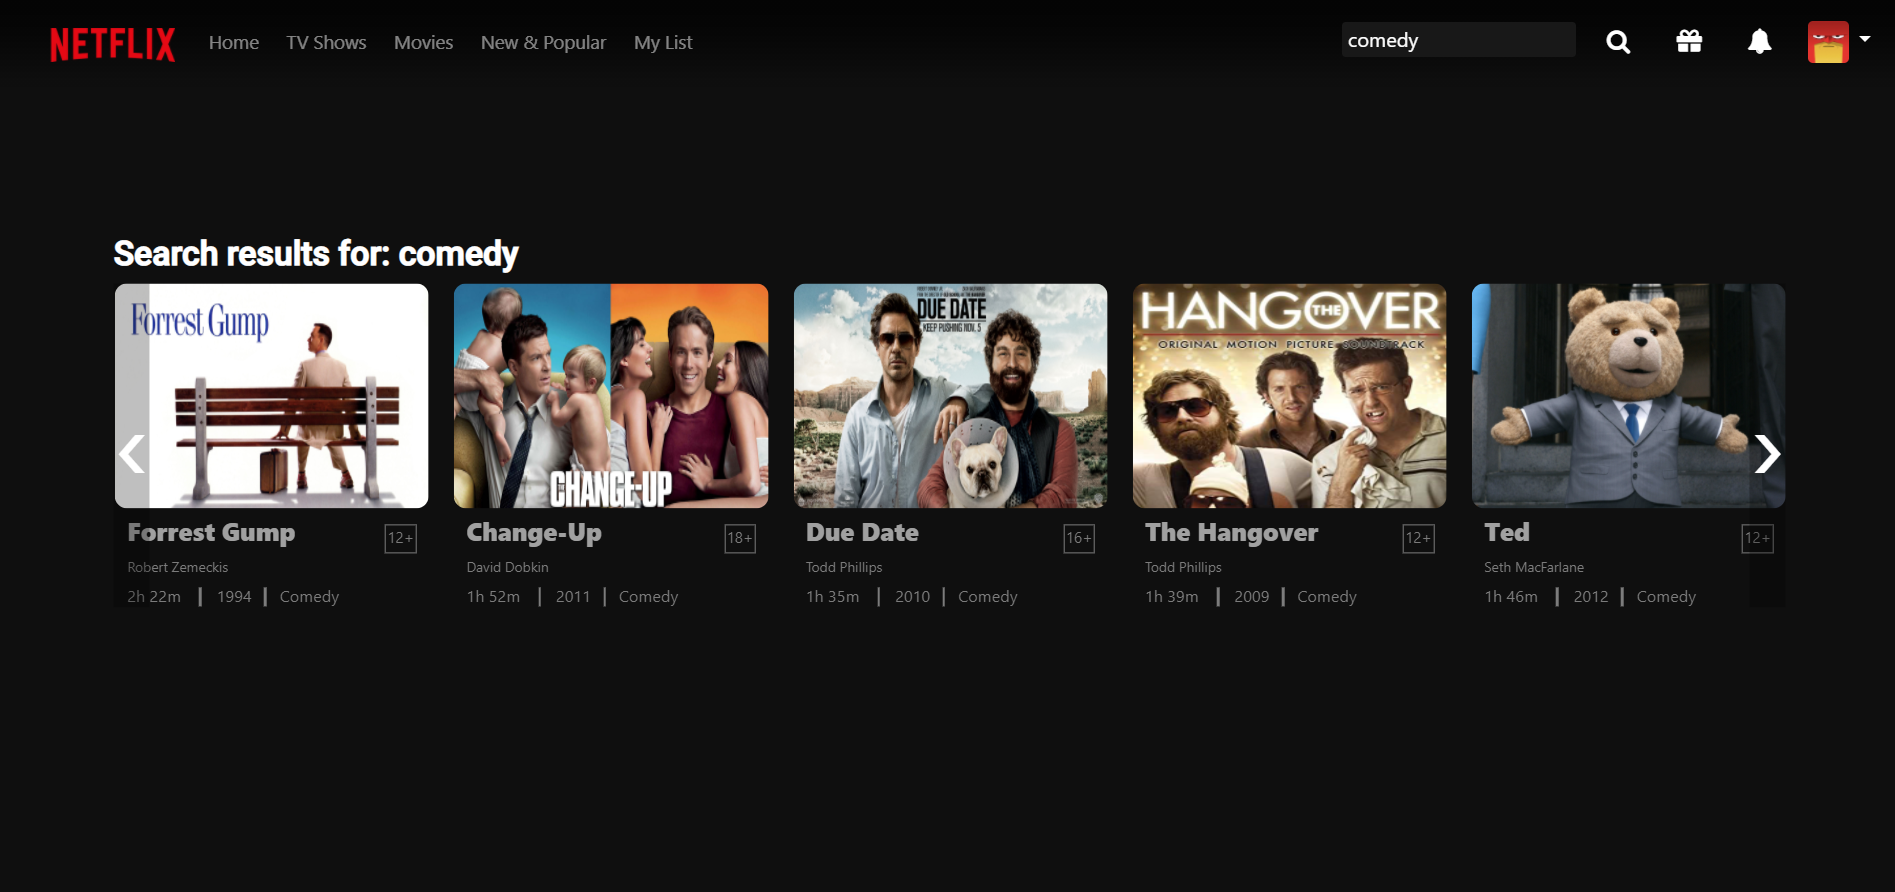 NETFLIX Home TV Shows Movies New & Popular My List comedy
Search results for: comedy
Forrest Gump
CHANGE-UP
DUE DATE
KEEP PUSHING NOV. 5
HANGOVER
THE
ORIGINAL MOTION PICTURE SOUNDTRACK
Forrest Gump 12+
Robert Zemeckis
2h 22m | 1994 | Comedy
Change-Up 18+
David Dobkin
1h 52m | 2011 | Comedy
Due Date 16+
Todd Phillips
1h 35m | 2010 | Comedy
The Hangover 12+
Todd Phillips
1h 39m | 2009 | Comedy
Ted 12+
Seth MacFarlane
1h 46m | 2012 | Comedy